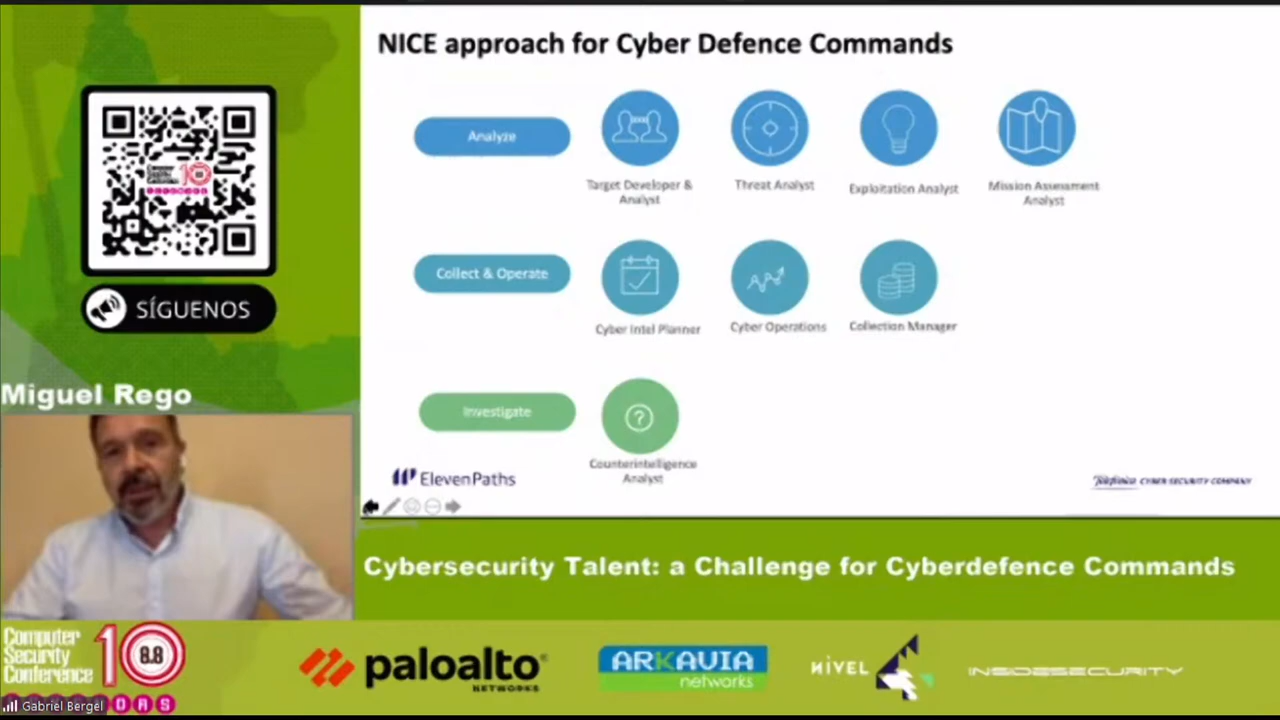 NICE approach for Cyber Defence Commands
Analyze
Target Developer &
Analyst
Threat Analyst
Exploitation Analyst
Mission Assessment
Analyst
Collect & Operate
Cyber Intel Planner
Cyber Operations
Collection Manager
Investigate
Counterintelligence
Analyst
ElevenPaths
Telefónica CYBER SECURITY COMPANY
SÍGUENOS
Miguel Rego
Cybersecurity Talent: a Challenge for Cyberdefence Commands
Computer
Security
Conference
10
8.8
paloalto
NETWORKS
ARKAVIA
networks
NIVEL
INSIDESECURITY
Gabriel Bergel